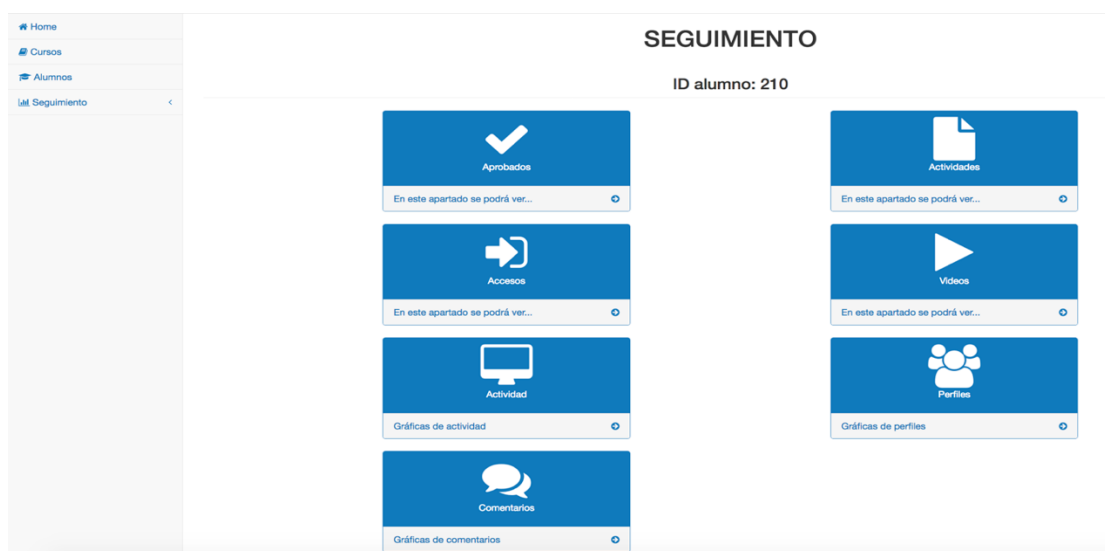 Home
Cursos
Alumnos
Seguimiento
SEGUIMIENTO
ID alumno: 210
Aprobados
En este apartado se podrá ver...
Actividades
En este apartado se podrá ver...
Accesos
En este apartado se podrá ver...
Videos
En este apartado se podrá ver...
Actividad
Gráficas de actividad
Perfiles
Gráficas de perfiles
Comentarios
Gráficas de comentarios